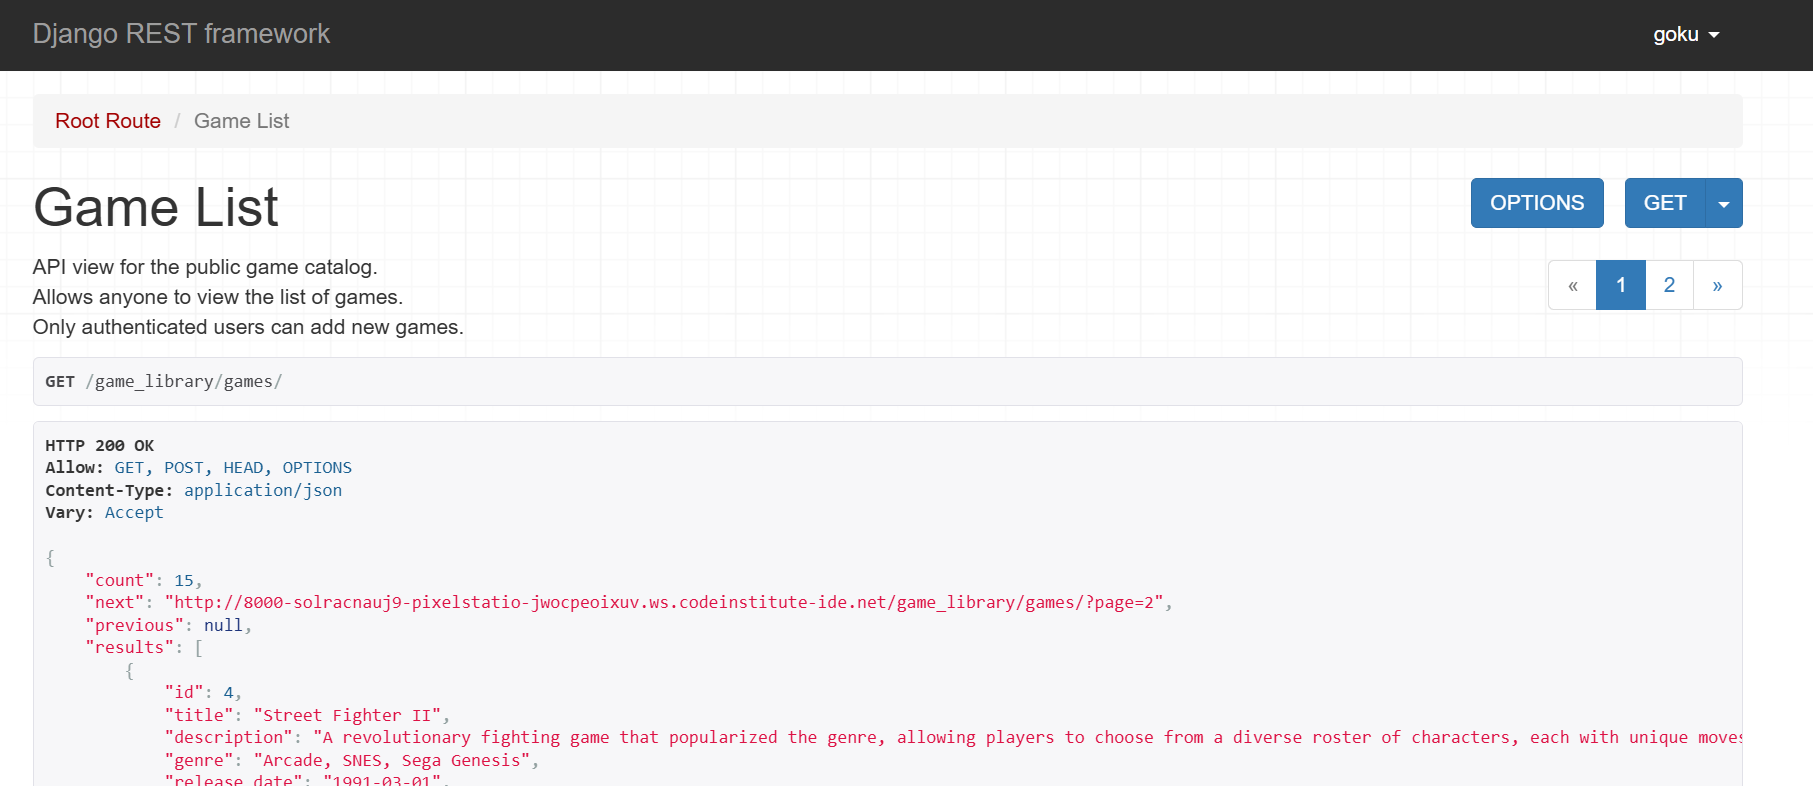 Django REST framework
goku
Root Route / Game List
Game List
OPTIONS
GET
API view for the public game catalog.
Allows anyone to view the list of games.
Only authenticated users can add new games.
« 1 2 »
GET /game_library/games/
HTTP 200 OK
Allow: GET, POST, HEAD, OPTIONS
Content-Type: application/json
Vary: Accept
{
"count": 15,
"next": "http://8000-solracnauj9-pixelstatio-jwocpeoixuv.ws.codeinstitute-ide.net/game_library/games/?page=2",
"previous": null,
"results": [
{
"id": 4,
"title": "Street Fighter II",
"description": "A revolutionary fighting game that popularized the genre, allowing players to choose from a diverse roster of characters, each with unique moves
"genre": "Arcade, SNES, Sega Genesis",
"release_date": "1991-03-01",